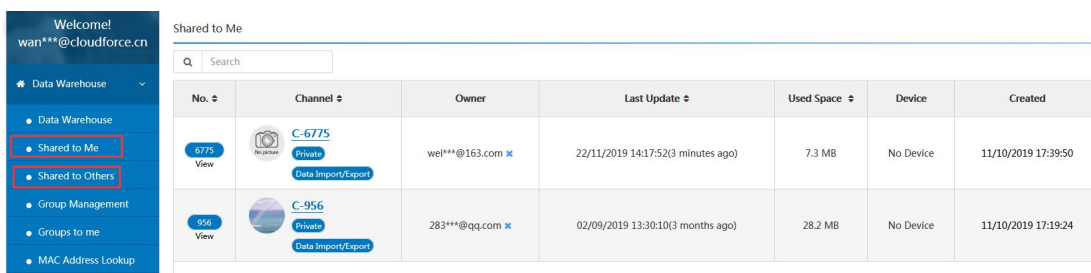 Welcome!
wan***@cloudforce.cn
Data Warehouse
Data Warehouse
Shared to Me
Shared to Others
Group Management
Groups to me
MAC Address Lookup
Shared to Me
Search
No. Channel Owner Last Update Used Space Device Created
6775
View
No picture
C-6775
Private
Data Import/Export
wei***@163.com × 22/11/2019 14:17:52(3 minutes ago) 7.3 MB No Device 11/10/2019 17:39:50
956
View
C-956
Private
Data Import/Export
283***@qq.com × 02/09/2019 13:30:10(3 months ago) 28.2 MB No Device 11/10/2019 17:19:24